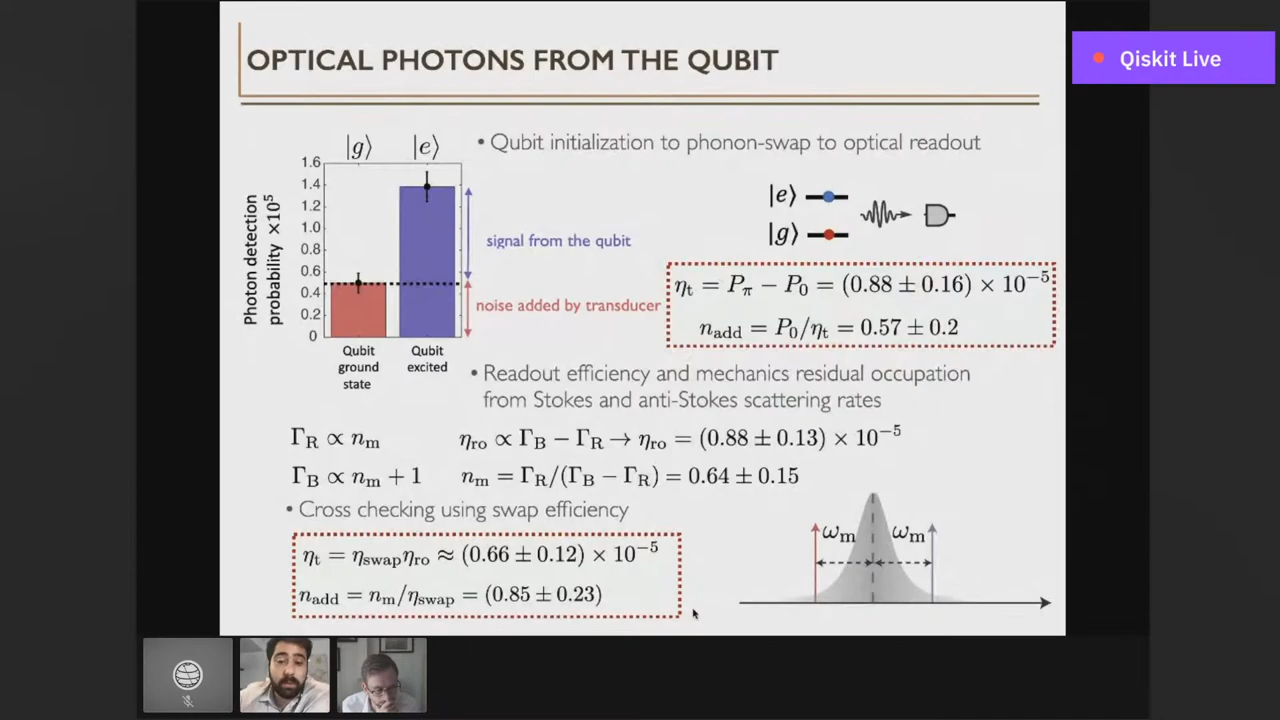 OPTICAL PHOTONS FROM THE QUBIT
Qiskit Live
|g⟩ |e⟩
• Qubit initialization to phonon-swap to optical readout
Photon detection
probability ×10⁵
1.6
1.4
1.2
1.0
0.8
0.6
0.4
0.2
0
signal from the qubit
noise added by transducer
Qubit
ground
state
Qubit
excited
|e⟩
|g⟩
ηₜ = P_π − P₀ = (0.88 ± 0.16) × 10⁻⁵
n_add = P₀/ηₜ = 0.57 ± 0.2
• Readout efficiency and mechanics residual occupation
from Stokes and anti-Stokes scattering rates
Γ_R ∝ n_m η_ro ∝ Γ_B − Γ_R → η_ro = (0.88 ± 0.13) × 10⁻⁵
Γ_B ∝ n_m + 1 n_m = Γ_R/(Γ_B − Γ_R) = 0.64 ± 0.15
• Cross checking using swap efficiency
ηₜ = η_swap η_ro ≈ (0.66 ± 0.12) × 10⁻⁵
n_add = n_m/η_swap = (0.85 ± 0.23)
ω_m ω_m